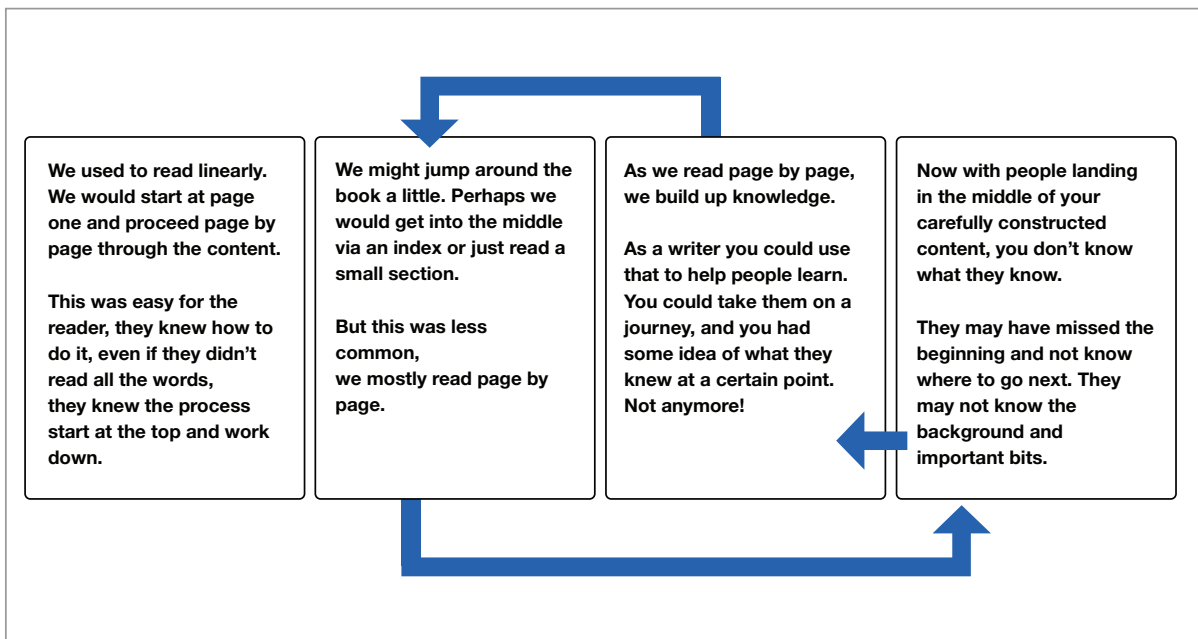 We used to read linearly.
We would start at page
one and proceed page by
page through the content.
This was easy for the
reader, they knew how to
do it, even if they didn’t
read all the words,
they knew the process
start at the top and work
down.
We might jump around the
book a little. Perhaps we
would get into the middle
via an index or just read a
small section.
But this was less
common,
we mostly read page by
page.
As we read page by page,
we build up knowledge.
As a writer you could use
that to help people learn.
You could take them on a
journey, and you had
some idea of what they
knew at a certain point.
Not anymore!
Now with people landing
in the middle of your
carefully constructed
content, you don’t know
what they know.
They may have missed the
beginning and not know
where to go next. They
may not know the
background and
important bits.